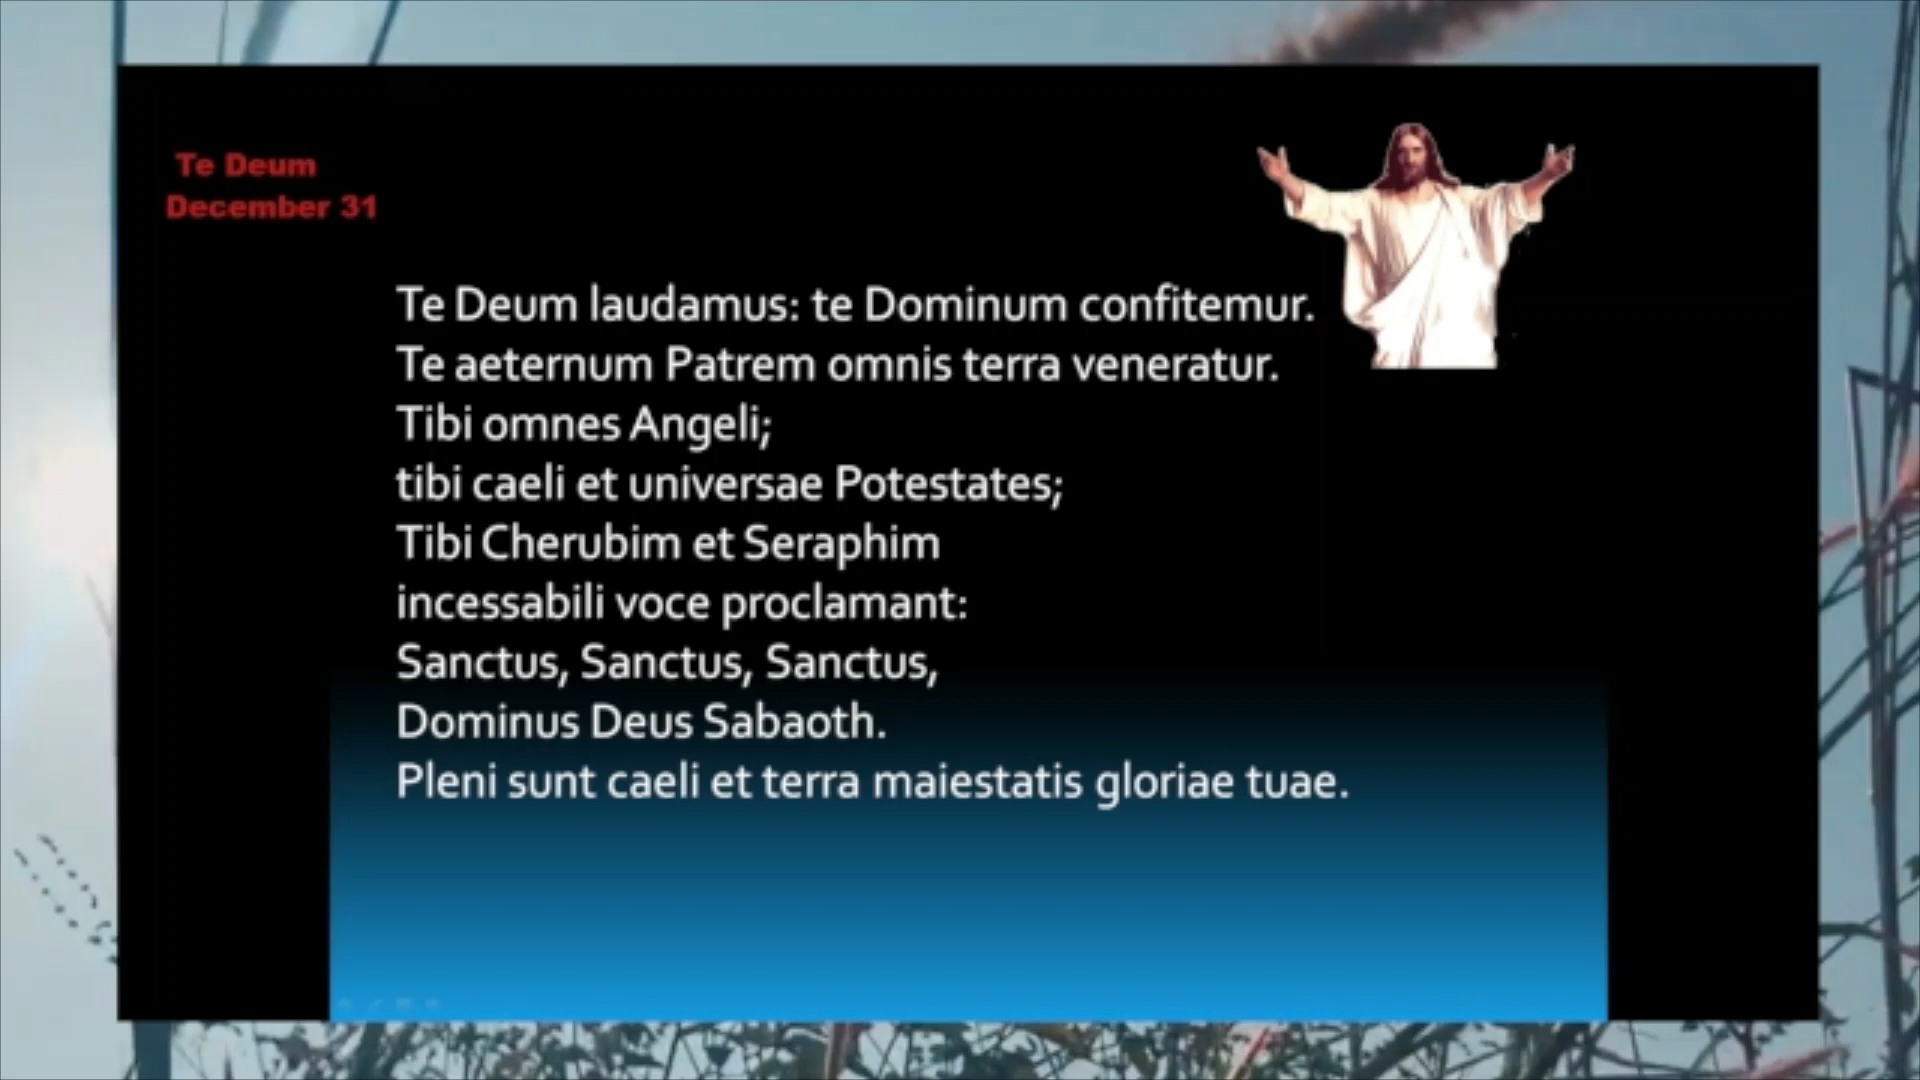 Te Deum
December 31
Te Deum laudamus: te Dominum confitemur.
Te aeternum Patrem omnis terra veneratur.
Tibi omnes Angeli;
tibi caeli et universae Potestates;
Tibi Cherubim et Seraphim
incessabili voce proclamant:
Sanctus, Sanctus, Sanctus,
Dominus Deus Sabaoth.
Pleni sunt caeli et terra maiestatis gloriae tuae.